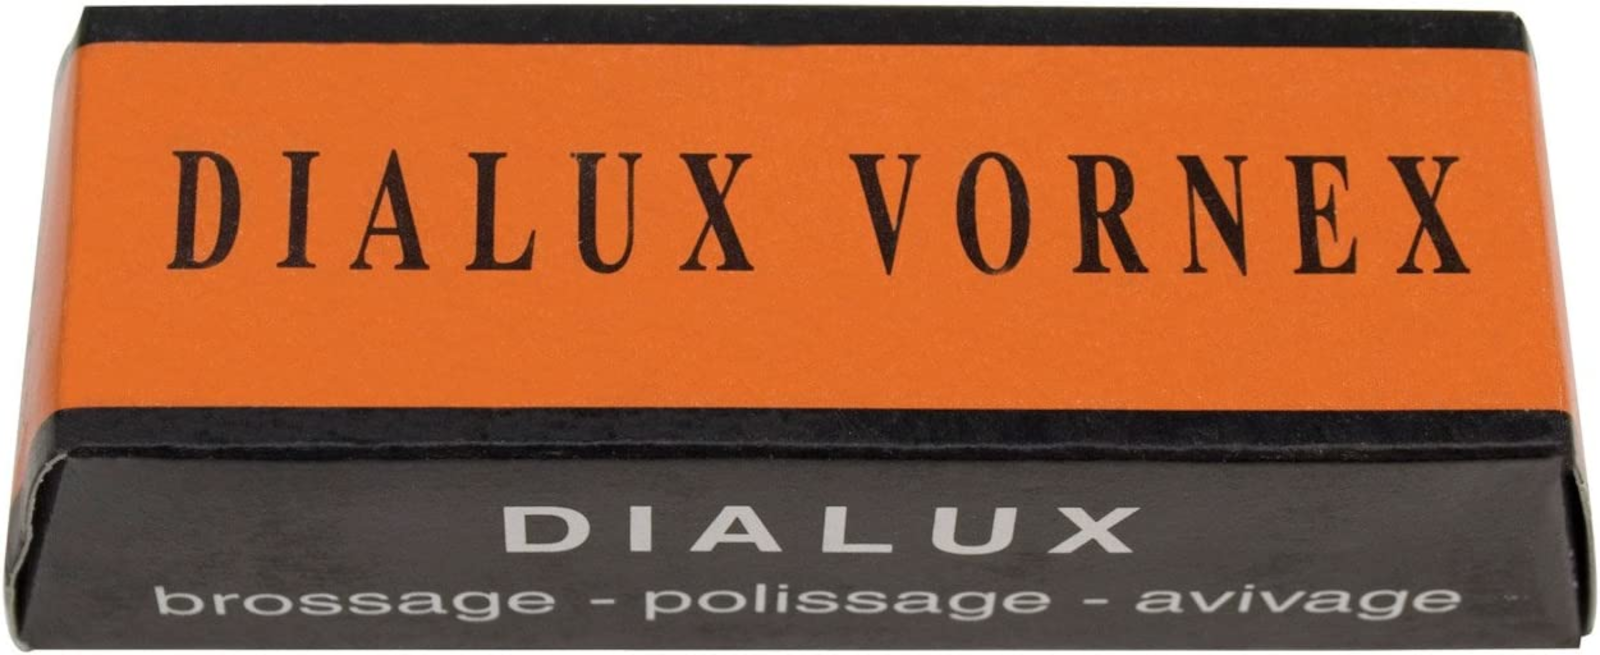 DIALUX VORNEX
DIALUX
brossage - polissage - avivage